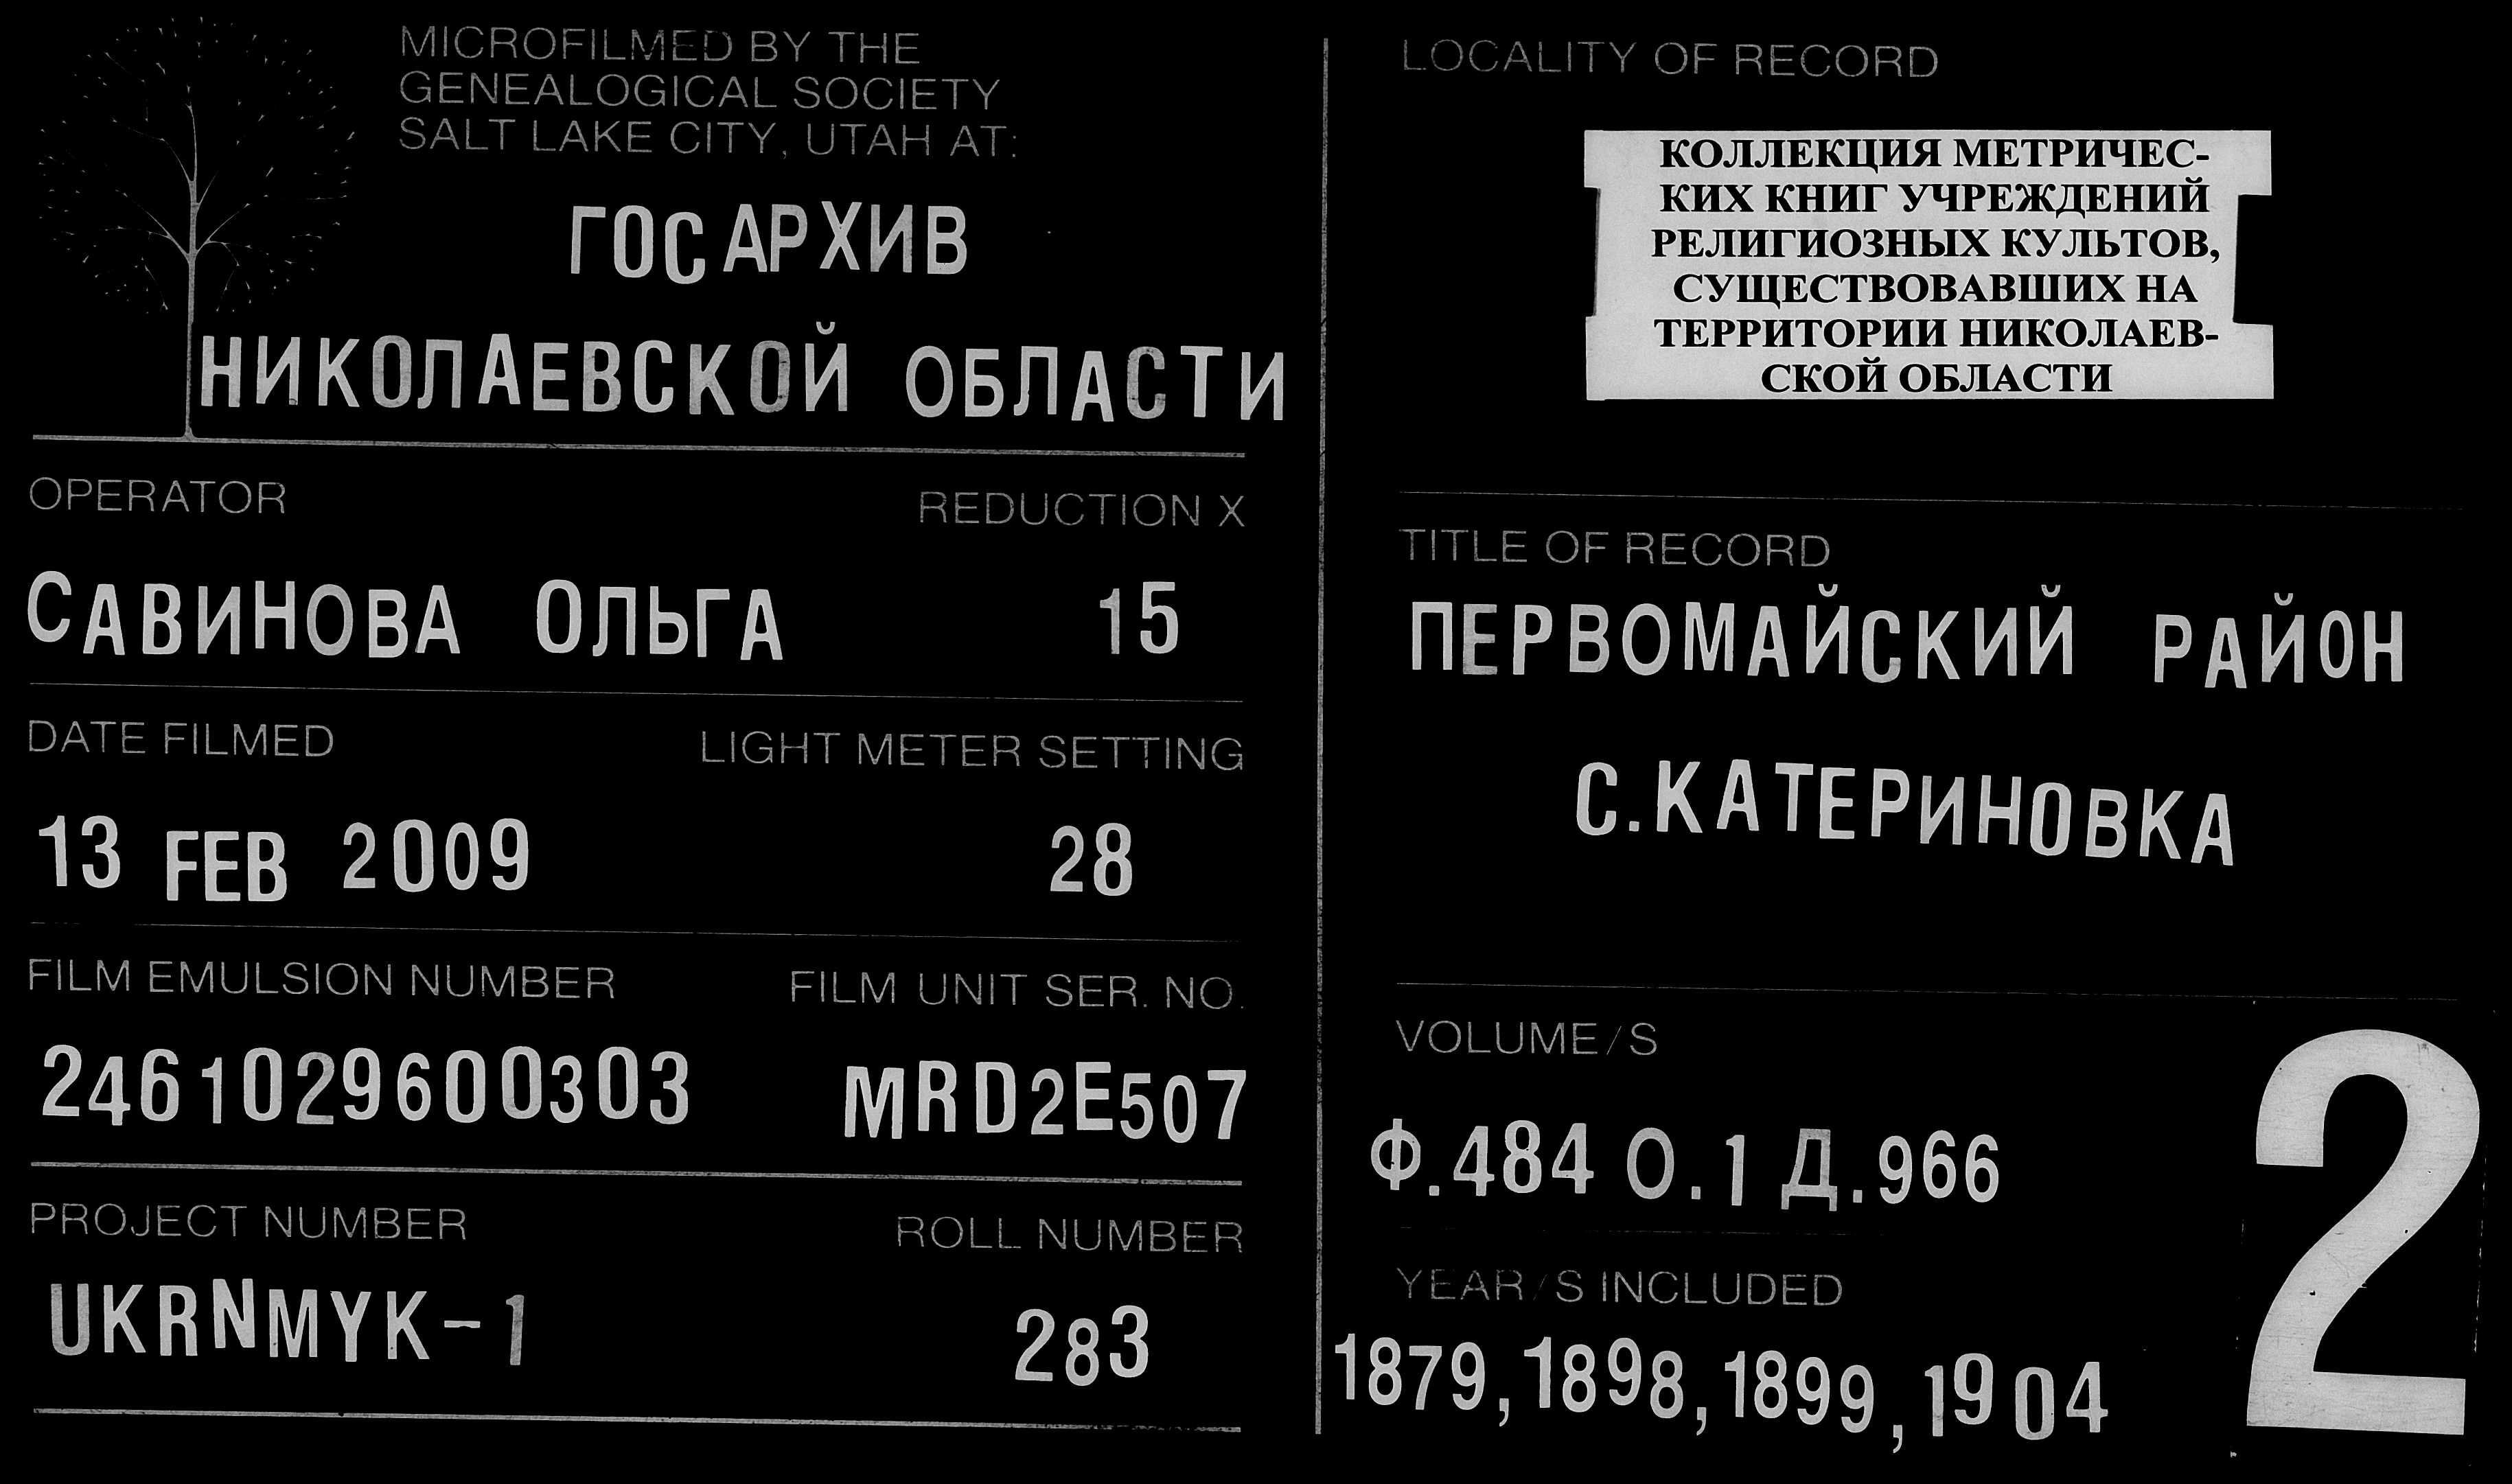 MICROFILMED BY THE
GENEALOGICAL SOCIETY
SALT LAKE CITY, UTAH AT:
ГОСАРХИВ
НИКОЛАЕВСКОЙ ОБЛАСТИ
OPERATOR REDUCTION X
САВИНОВА ОЛЬГА 15
DATE FILMED LIGHT METER SETTING
13 FEB 2009 28
FILM EMULSION NUMBER FILM UNIT SER. NO.
2461029600303 MRD2E507
PROJECT NUMBER ROLL NUMBER
UKRNMYK-1 283
LOCALITY OF RECORD
КОЛЛЕКЦИЯ МЕТРИЧЕС-
КИХ КНИГ УЧРЕЖДЕНИЙ
РЕЛИГИОЗНЫХ КУЛЬТОВ,
СУЩЕСТВОВАВШИХ НА
ТЕРРИТОРИИ НИКОЛАЕВ-
СКОЙ ОБЛАСТИ
TITLE OF RECORD
ПЕРВОМАЙСКИЙ РАЙОН
С.КАТЕРИНОВКА
VOLUME/S
Ф.484 О.1 Д.966
YEAR/S INCLUDED
1879,1898,1899,1904
2